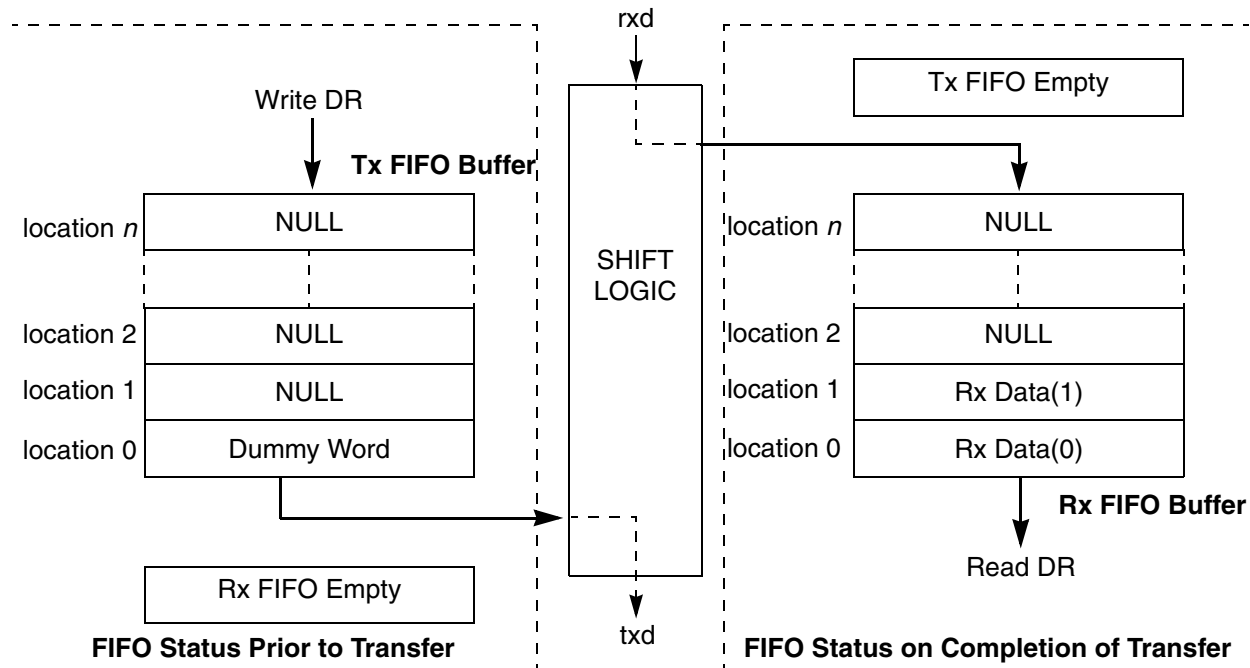 rxd
Write DR
Tx FIFO Buffer
location n
NULL
location 2
NULL
location 1
NULL
location 0
Dummy Word
Rx FIFO Empty
FIFO Status Prior to Transfer
SHIFT
LOGIC
txd
Tx FIFO Empty
location n
NULL
location 2
NULL
location 1
Rx Data(1)
location 0
Rx Data(0)
Rx FIFO Buffer
Read DR
FIFO Status on Completion of Transfer